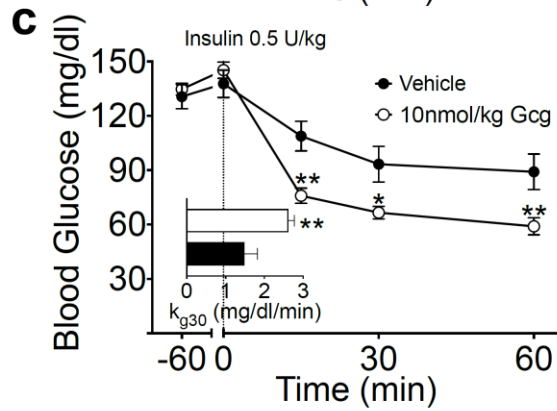 c
Insulin 0.5 U/kg
Blood Glucose (mg/dl)
150
120
90
60
30
Vehicle
10nmol/kg Gcg
**
*
**
**
0 1 2 3
kg30 (mg/dl/min)
-60 0 30 60
Time (min)